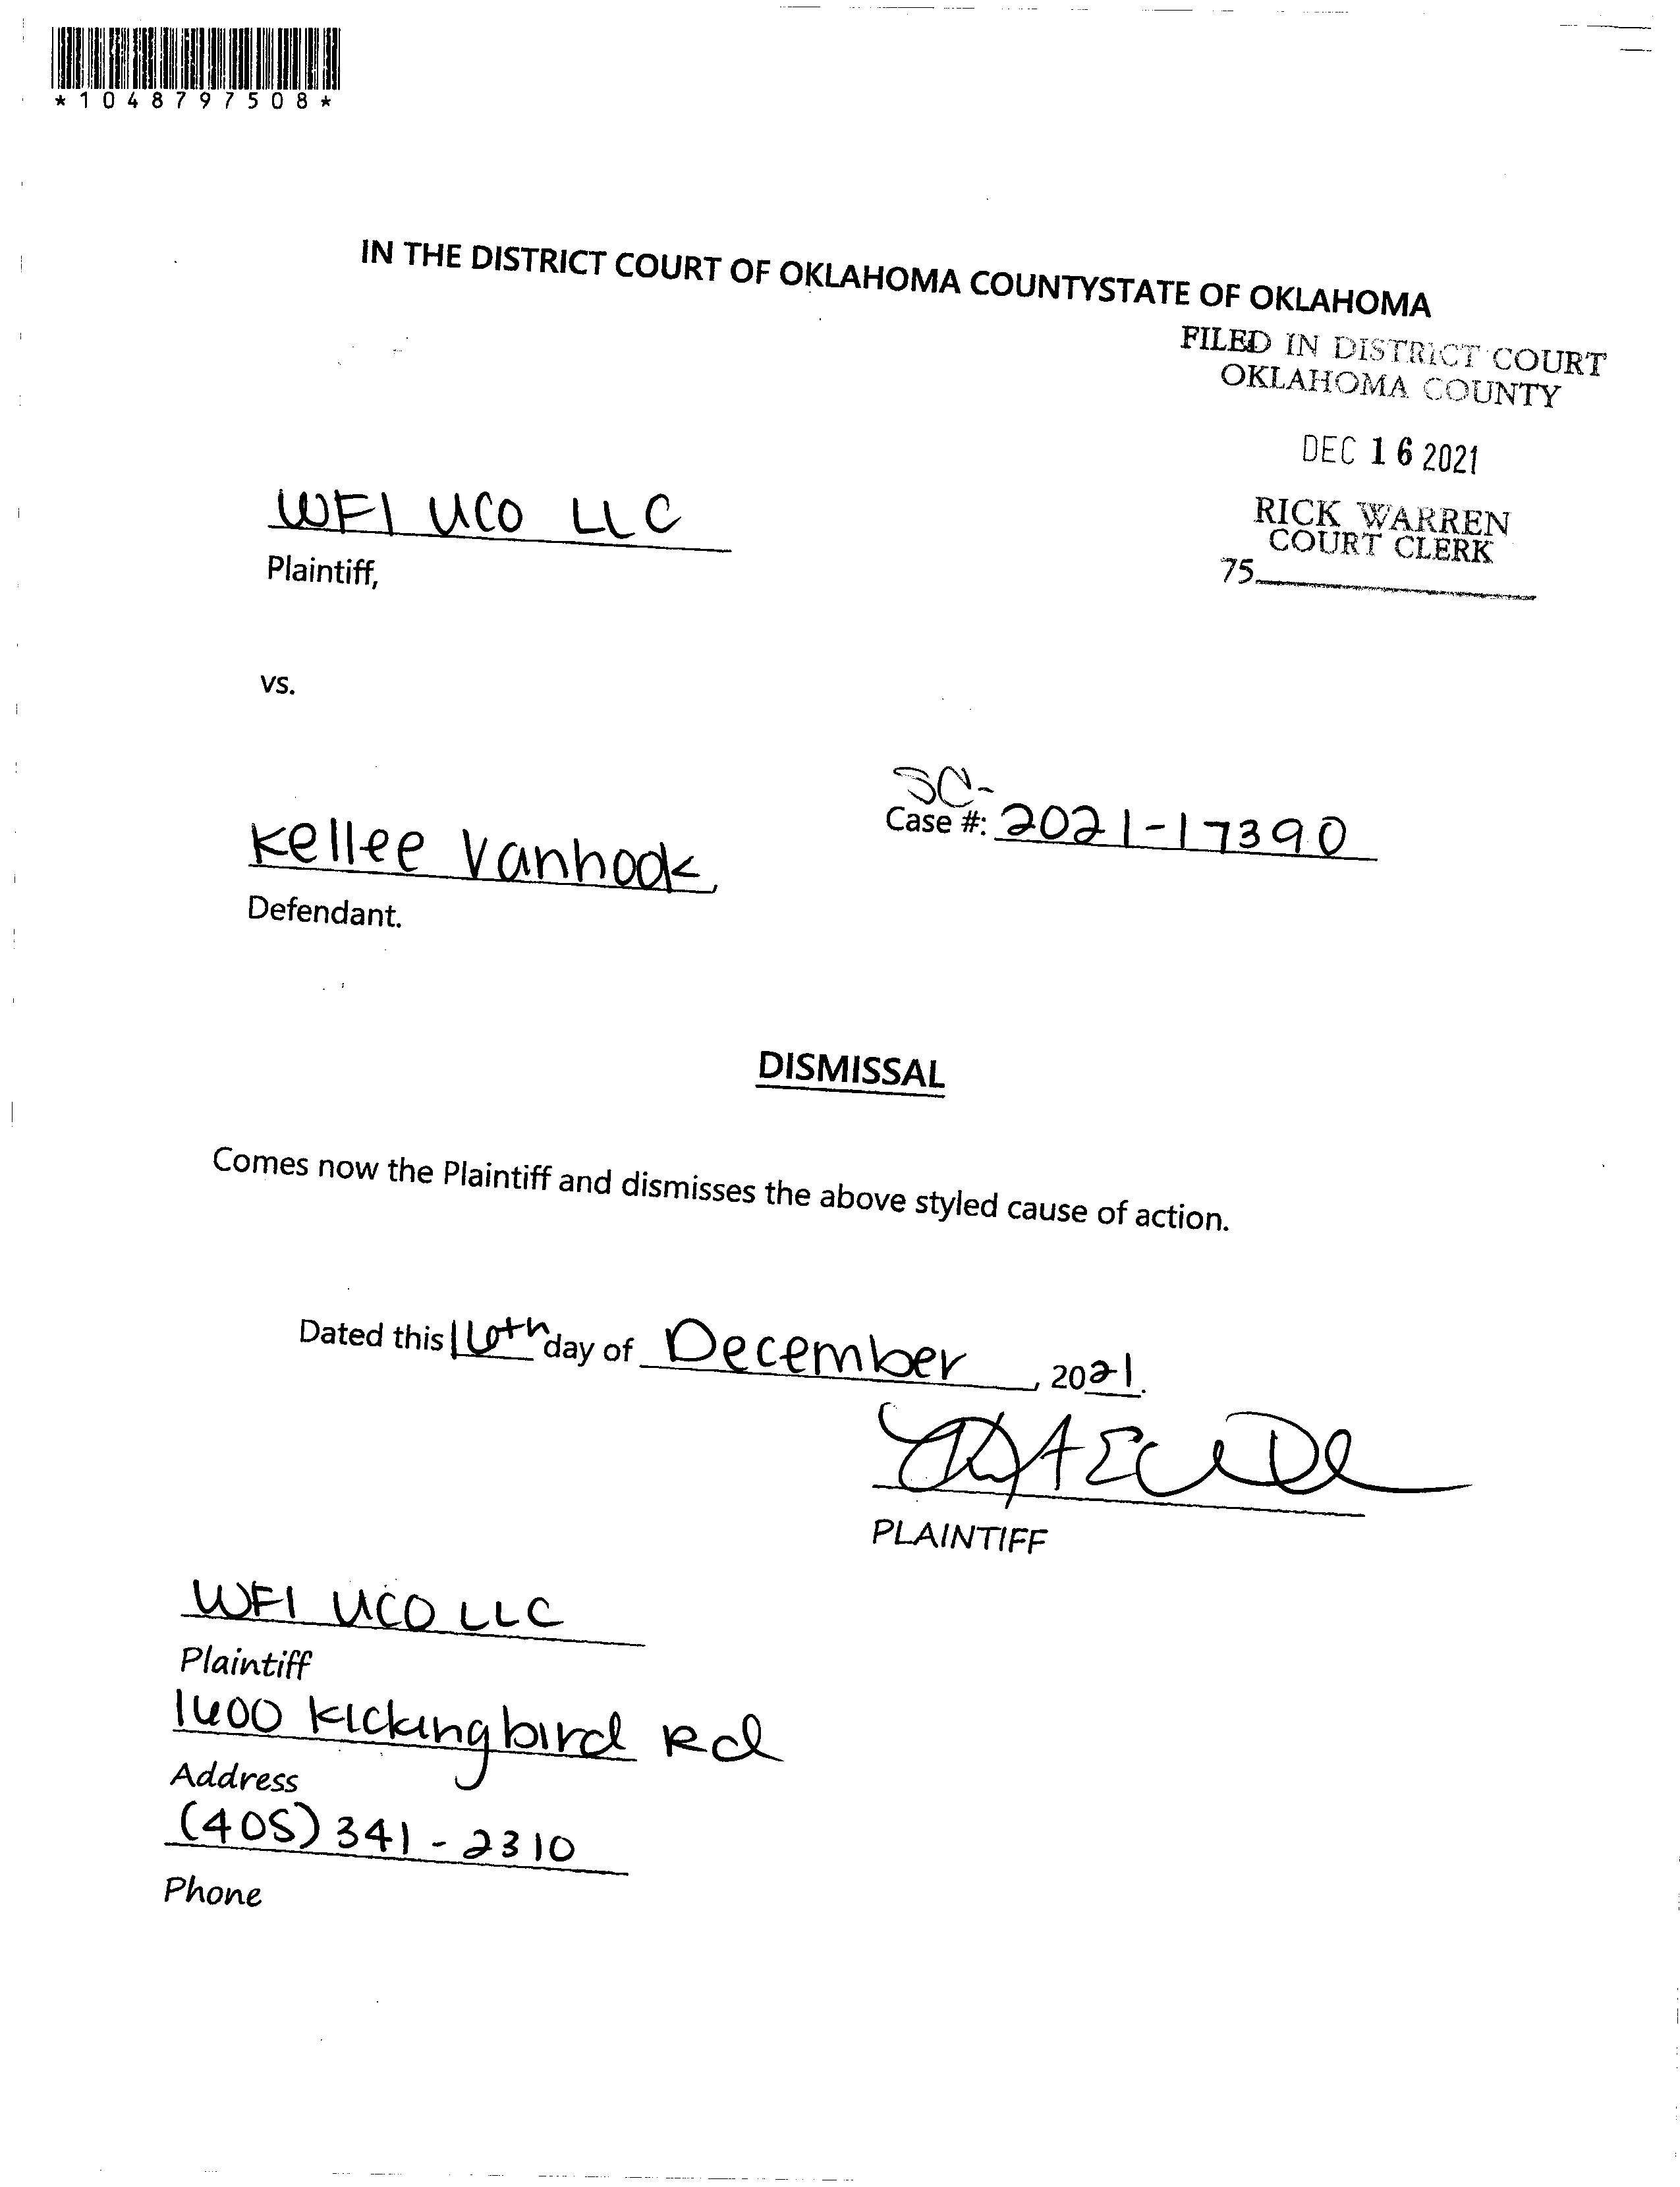 *1048797508*
IN THE DISTRICT COURT OF OKLAHOMA COUNTYSTATE OF OKLAHOMA
FILED IN DISTRICT COURT
OKLAHOMA COUNTY
DEC 16 2021
RICK WARREN
COURT CLERK
75
WFI UCO LLC
Plaintiff,
vs.
SC-
Case #: 2021-17390
Kellee Vanhook,
Defendant.
DISMISSAL
Comes now the Plaintiff and dismisses the above styled cause of action.
Dated this 16th day of December, 2021.
PLAINTIFF
WFI UCO LLC
Plaintiff
1600 Kickingbird Rd
Address
(405) 341-2310
Phone